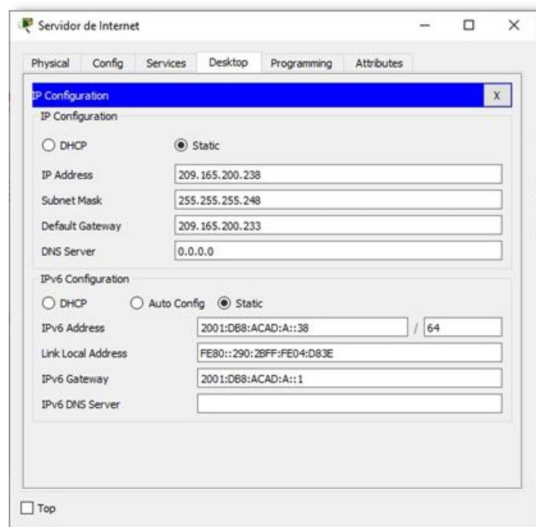 Servidor de Internet
Physical Config Services Desktop Programming Attributes
IP Configuration X
IP Configuration
DHCP Static
IP Address 209.165.200.238
Subnet Mask 255.255.255.248
Default Gateway 209.165.200.233
DNS Server 0.0.0.0
IPv6 Configuration
DHCP Auto Config Static
IPv6 Address 2001:DB8:ACAD:A::38 / 64
Link Local Address FE80::290:2BFF:FE04:D83E
IPv6 Gateway 2001:DB8:ACAD:A::1
IPv6 DNS Server
Top